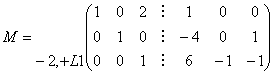 1 0 2 ⋮ 1 0 0
M = 0 1 0 ⋮ −4 0 1
−2,+L1 0 0 1 ⋮ 6 −1 −1